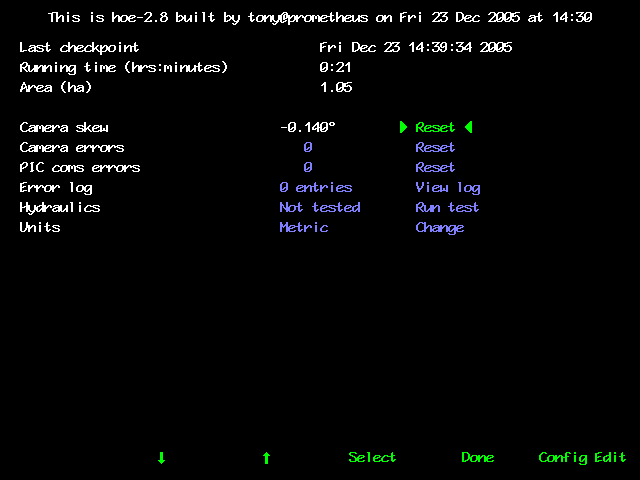 This is hoe-2.8 built by tony@prometheus on Fri 23 Dec 2005 at 14:30
Last checkpoint Fri Dec 23 14:39:34 2005
Running time (hrs:minutes) 0:21
Area (ha) 1.05
Camera skew -0.140° Reset
Camera errors 0 Reset
PIC coms errors 0 Reset
Error log 0 entries View log
Hydraulics Not tested Run test
Units Metric Change
↓ ↑ Select Done Config Edit